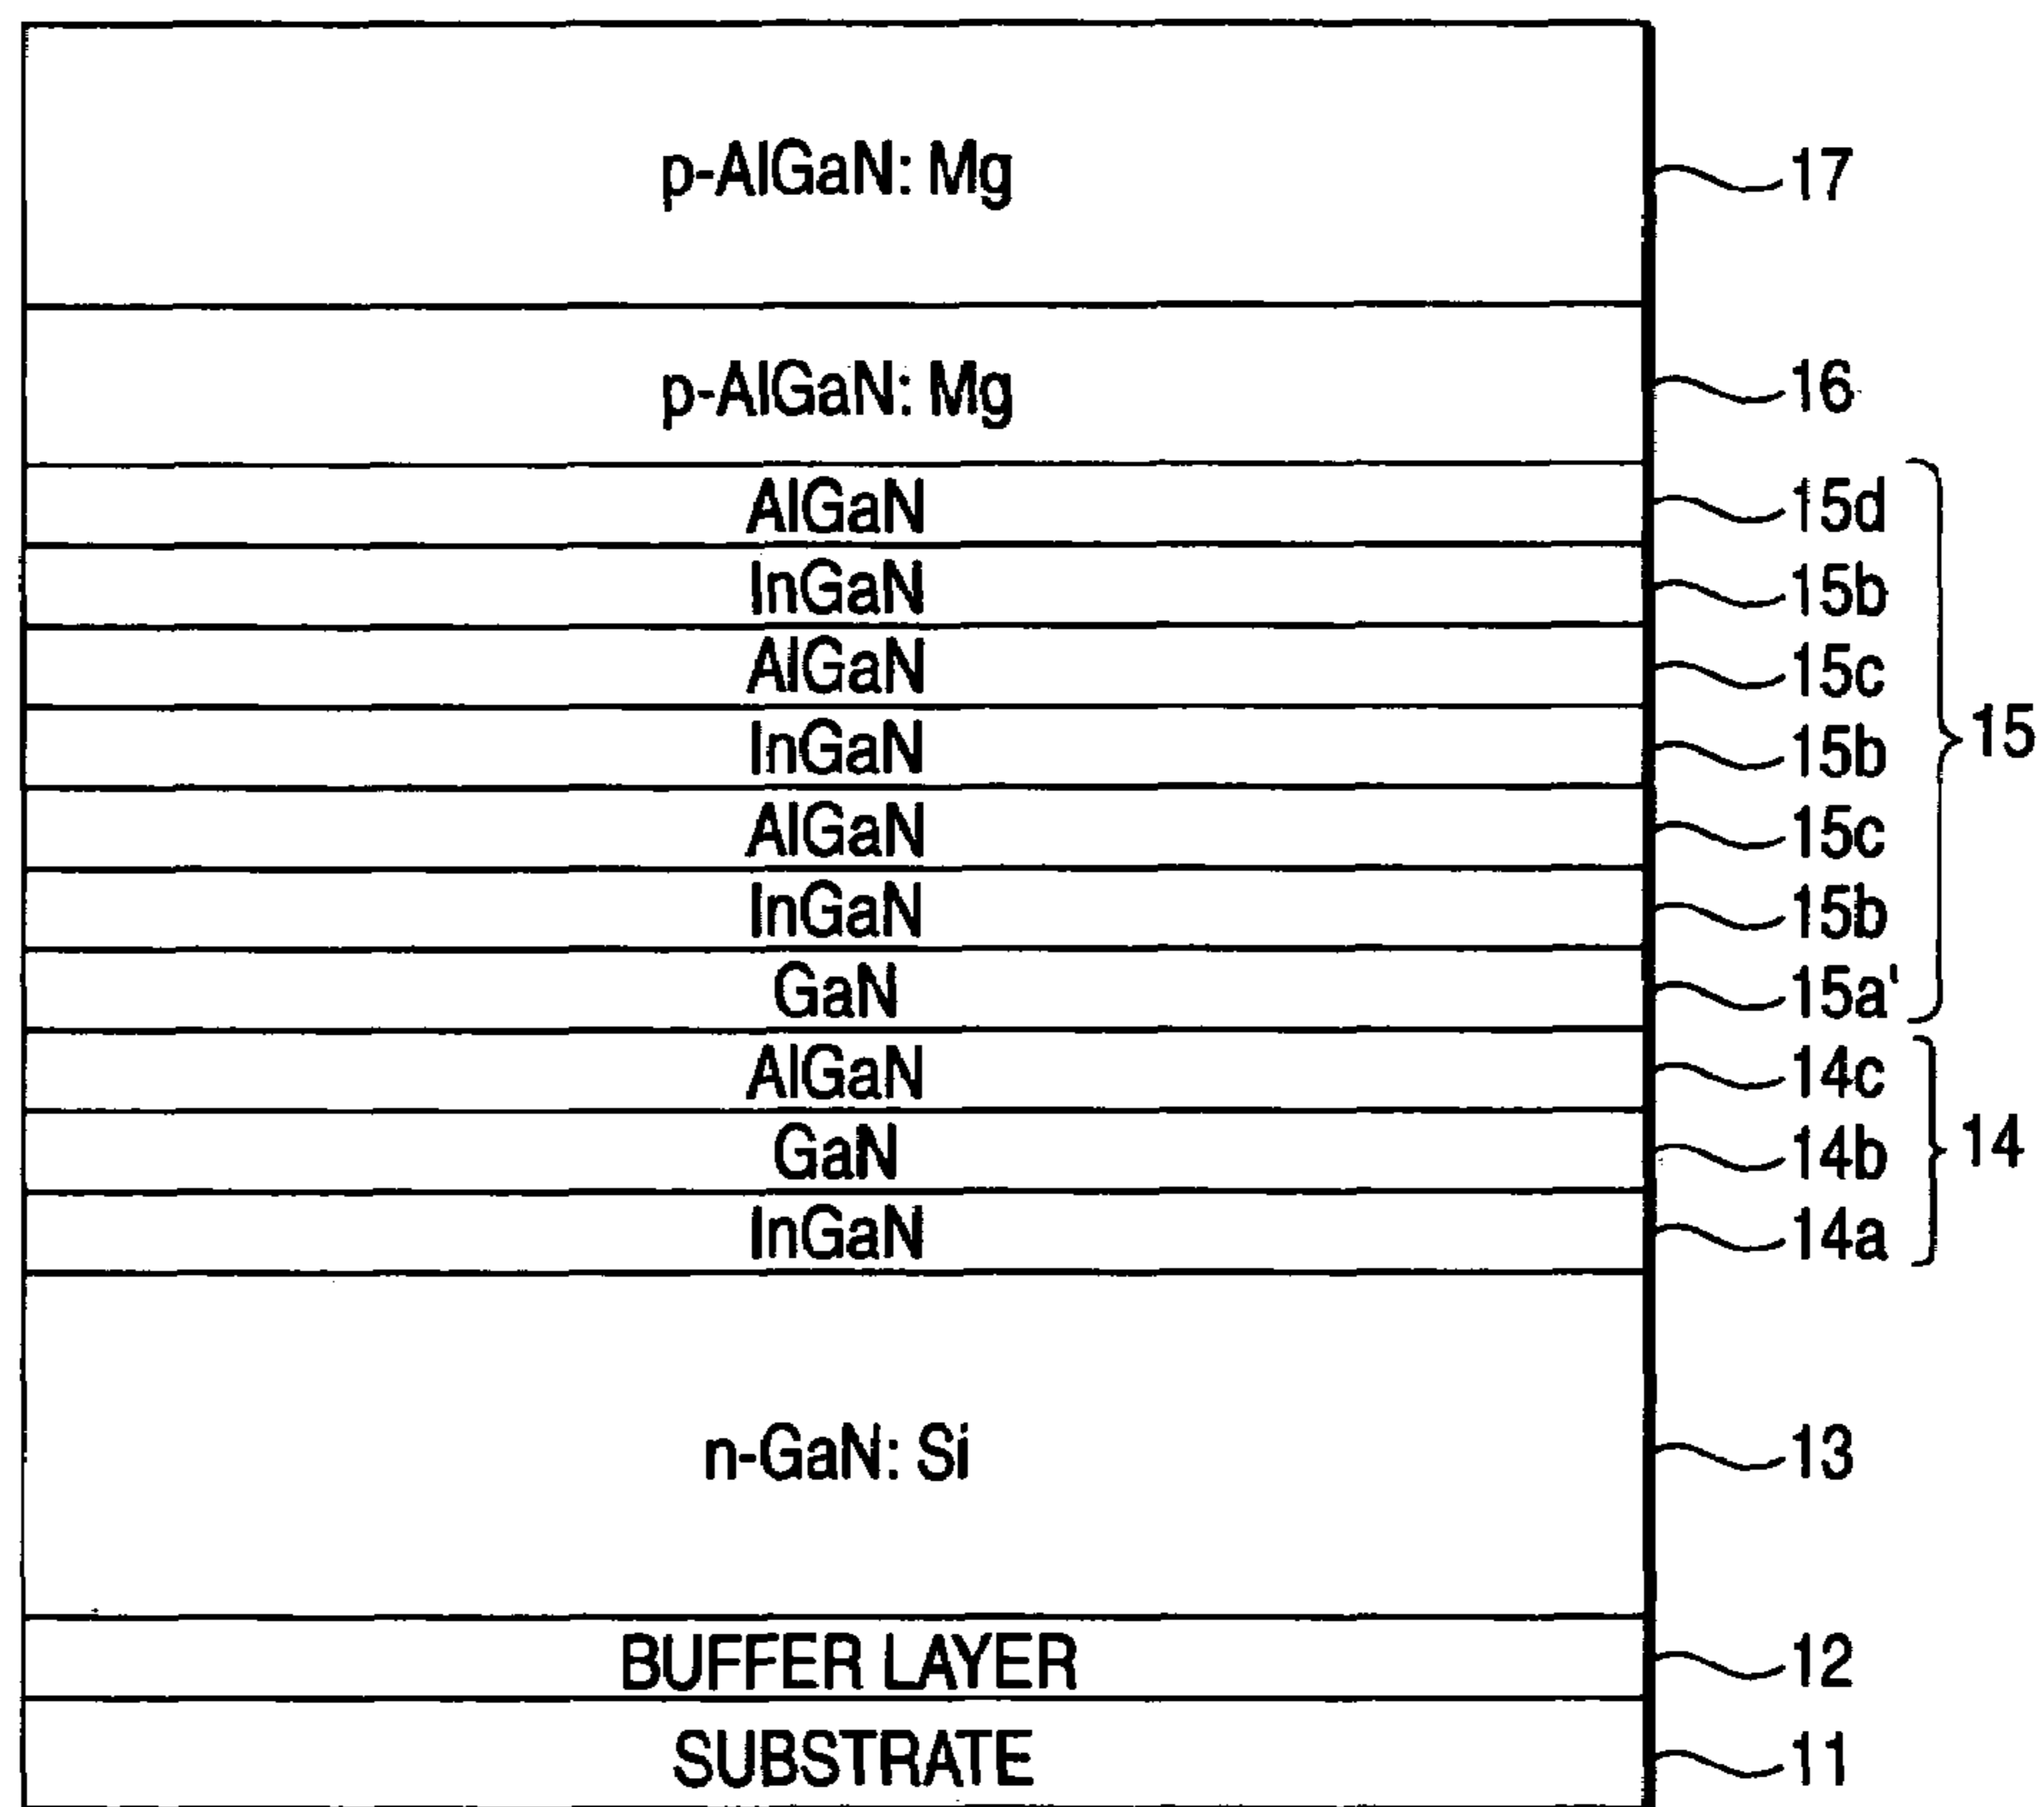 p-AlGaN: Mg 17
p-AlGaN: Mg 16
AlGaN 15d
InGaN 15b
AlGaN 15c
InGaN 15b
15
AlGaN 15c
InGaN 15b
GaN 15a'
AlGaN 14c
GaN 14b
14
InGaN 14a
n-GaN: Si 13
BUFFER LAYER 12
SUBSTRATE 11